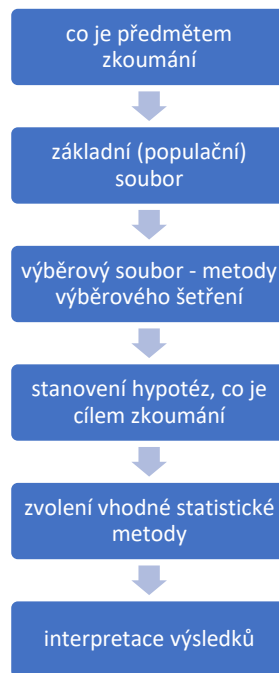 co je předmětem
zkoumání
základní (populační)
soubor
výběrový soubor - metody
výběrového šetření
stanovení hypotéz, co je
cílem zkoumání
zvolení vhodné statistické
metody
interpretace výsledků